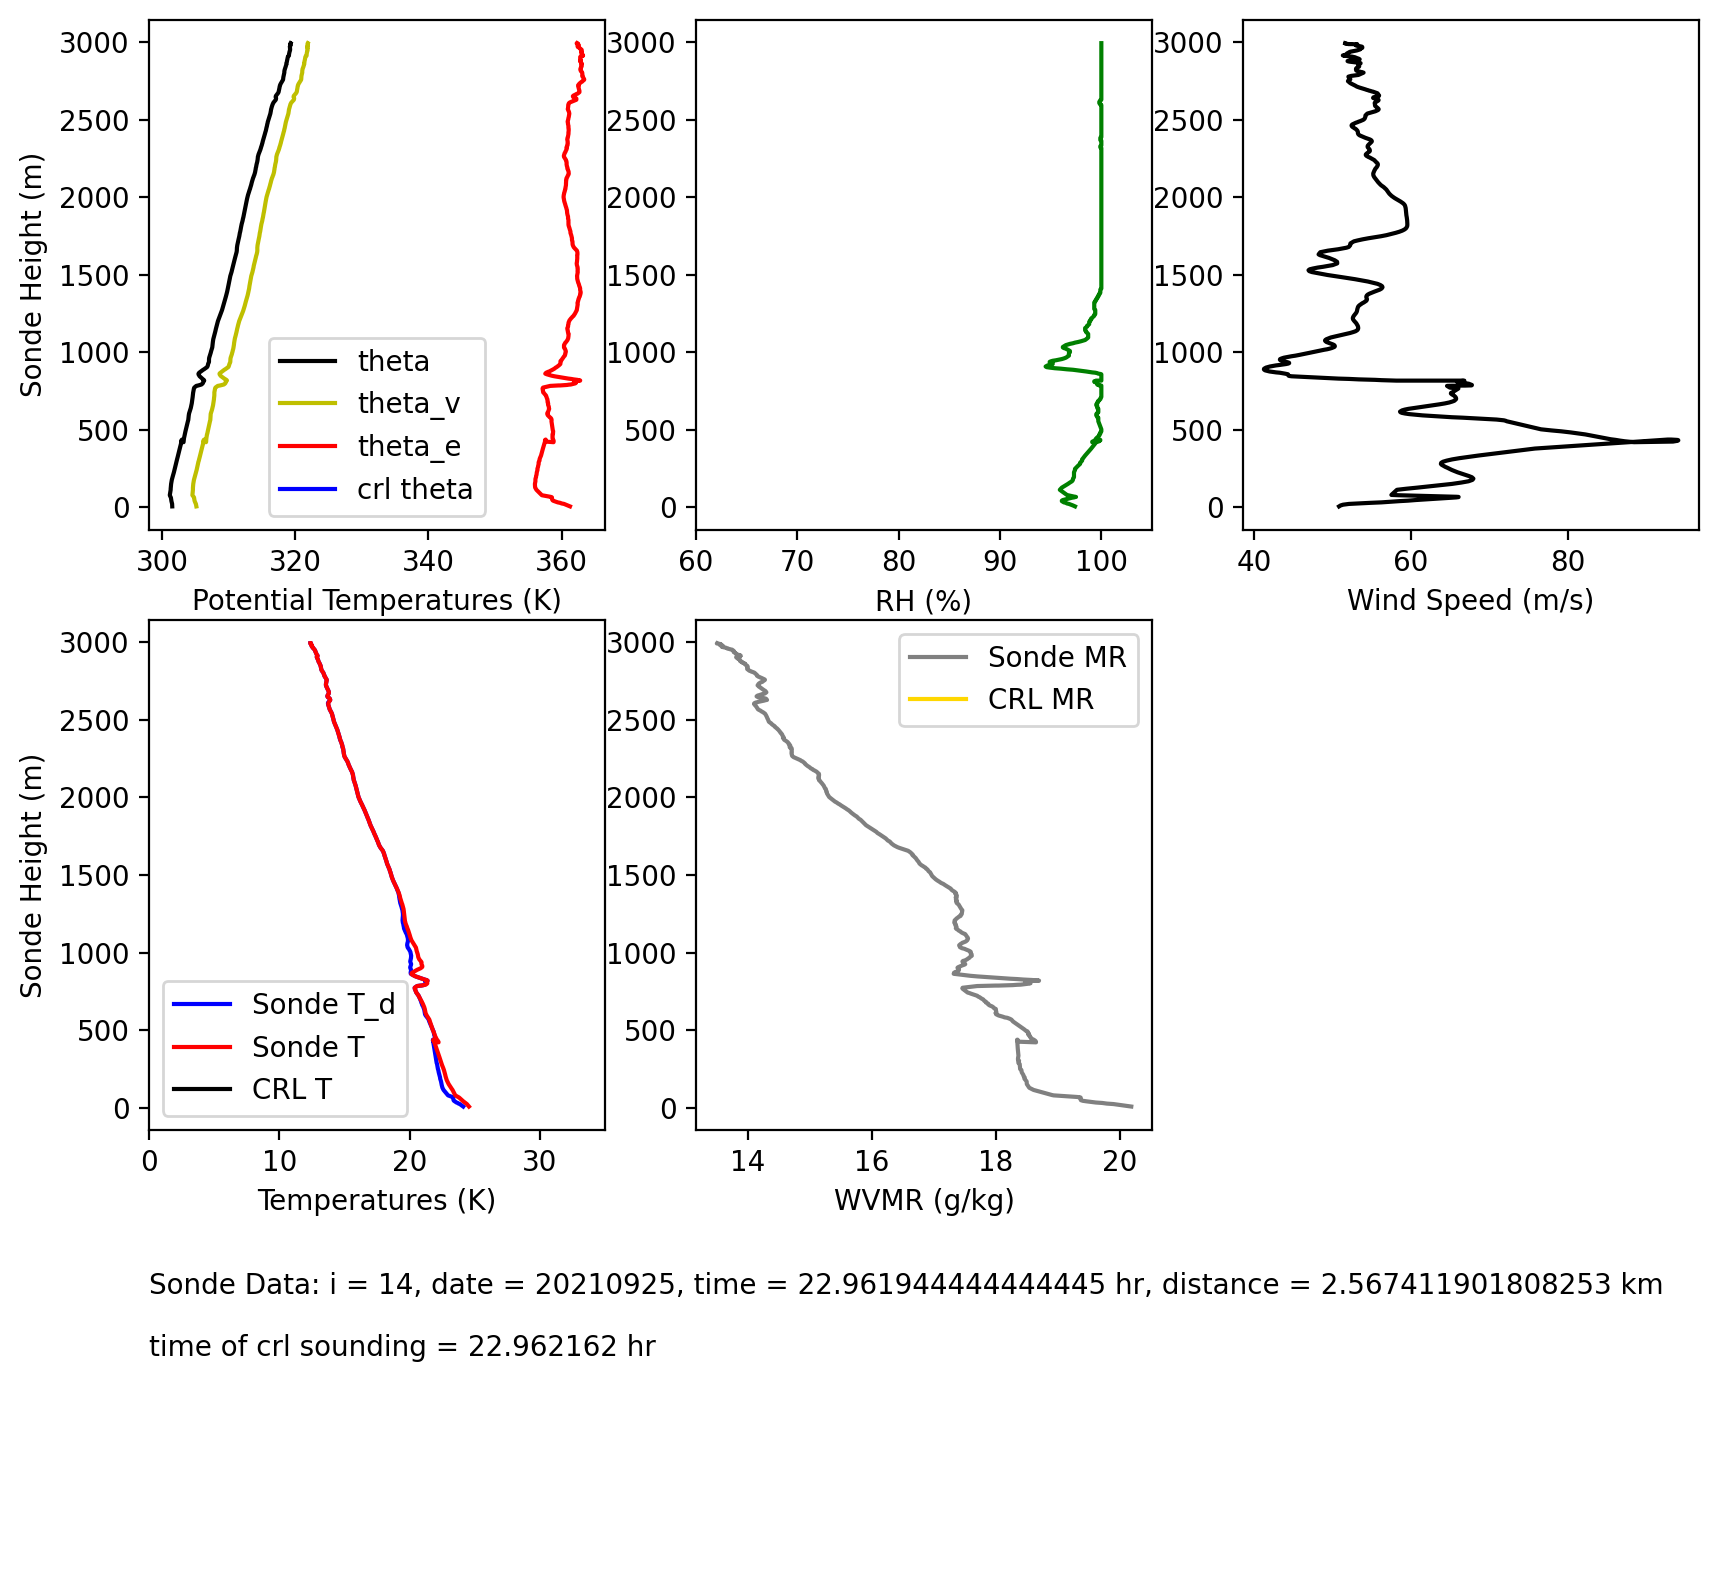 3000
2500
2000
1500
1000
500
0
Sonde Height (m)
theta
theta_v
theta_e
crl theta
300 320 340 360
Potential Temperatures (K)
3000
2500
2000
1500
1000
500
0
60 70 80 90 100
RH (%)
3000
2500
2000
1500
1000
500
0
40 60 80
Wind Speed (m/s)
3000
2500
2000
1500
1000
500
0
Sonde Height (m)
Sonde T_d
Sonde T
CRL T
0 10 20 30
Temperatures (K)
3000
2500
2000
1500
1000
500
0
Sonde MR
CRL MR
14 16 18 20
WVMR (g/kg)
Sonde Data: i = 14, date = 20210925, time = 22.961944444444445 hr, distance = 2.567411901808253 km
time of crl sounding = 22.962162 hr